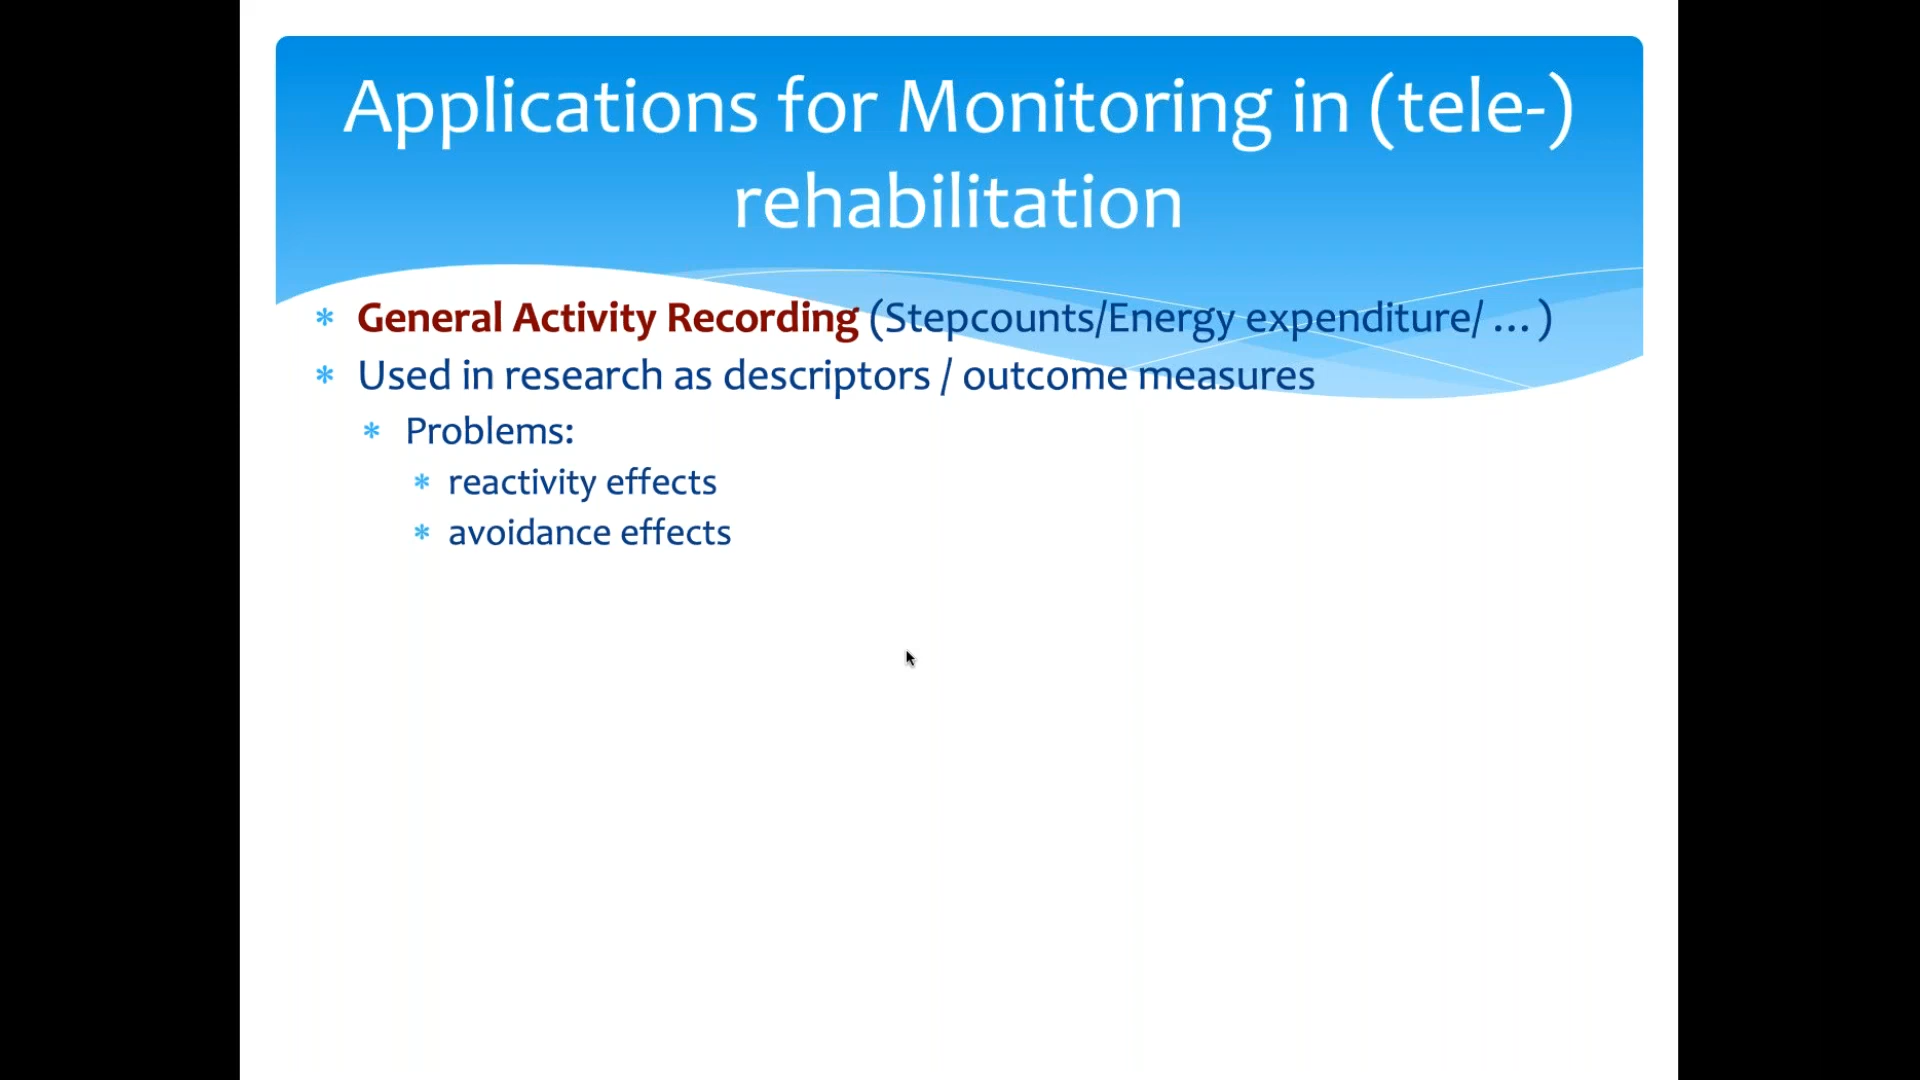 Applications for Monitoring in (tele-)
rehabilitation
* General Activity Recording (Stepcounts/Energy expenditure/ ... )
* Used in research as descriptors / outcome measures
* Problems:
* reactivity effects
* avoidance effects